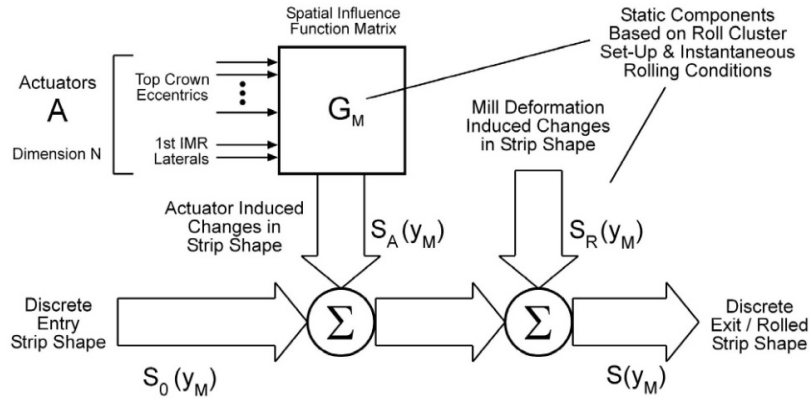 Spatial Influence
Function Matrix
Static Components
Based on Roll Cluster
Set-Up & Instantaneous
Rolling Conditions
Actuators
A
Dimension N
Top Crown
Eccentrics
1st IMR
Laterals
G_M
Mill Deformation
Induced Changes
in Strip Shape
Actuator Induced
Changes in
Strip Shape
S_A(y_M)
S_R(y_M)
Discrete
Entry
Strip Shape
Σ
Σ
Discrete
Exit / Rolled
Strip Shape
S_0(y_M)
S(y_M)